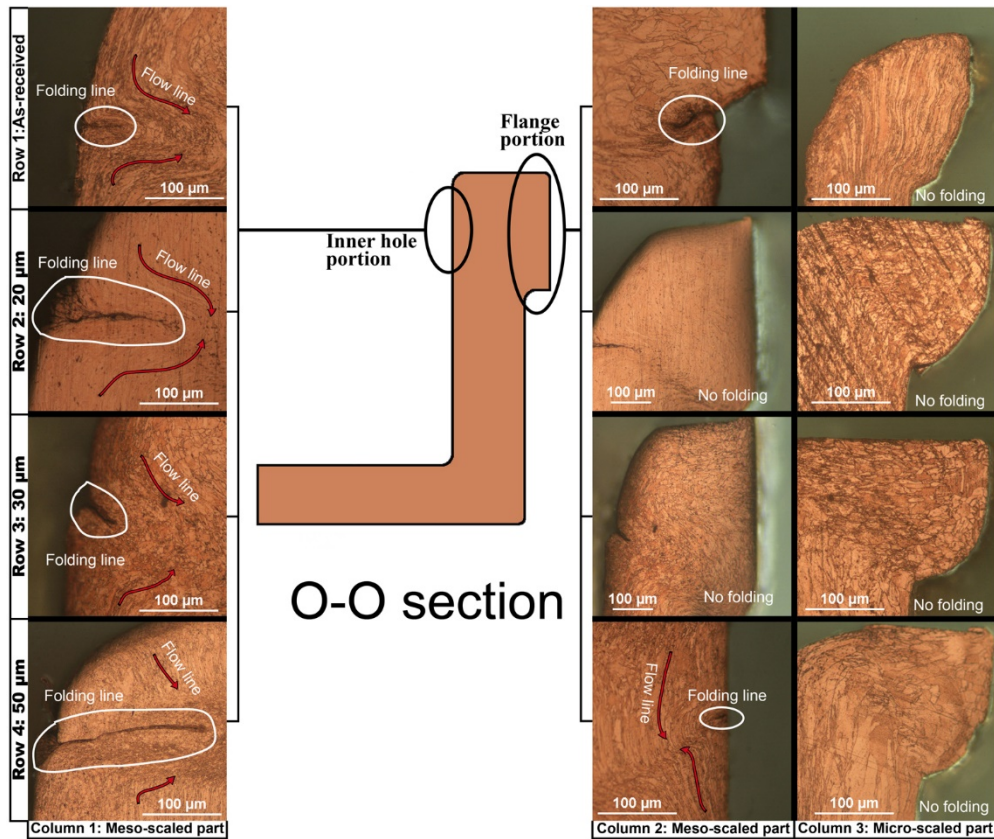 Row 1:As-received
Folding line
Flow line
100 μm
Flange
portion
Inner hole
portion
Folding line
100 μm
100 μm
No folding
Row 2: 20 μm
Folding line
Flow line
100 μm
100 μm
No folding
100 μm
No folding
Row 3: 30 μm
Folding line
Flow line
100 μm
O-O section
100 μm
No folding
100 μm
No folding
Row 4: 50 μm
Folding line
Flow line
100 μm
Flow line
Folding line
100 μm
100 μm
No folding
Column 1: Meso-scaled part
Column 2: Meso-scaled part
Column 3: Micro-scaled part